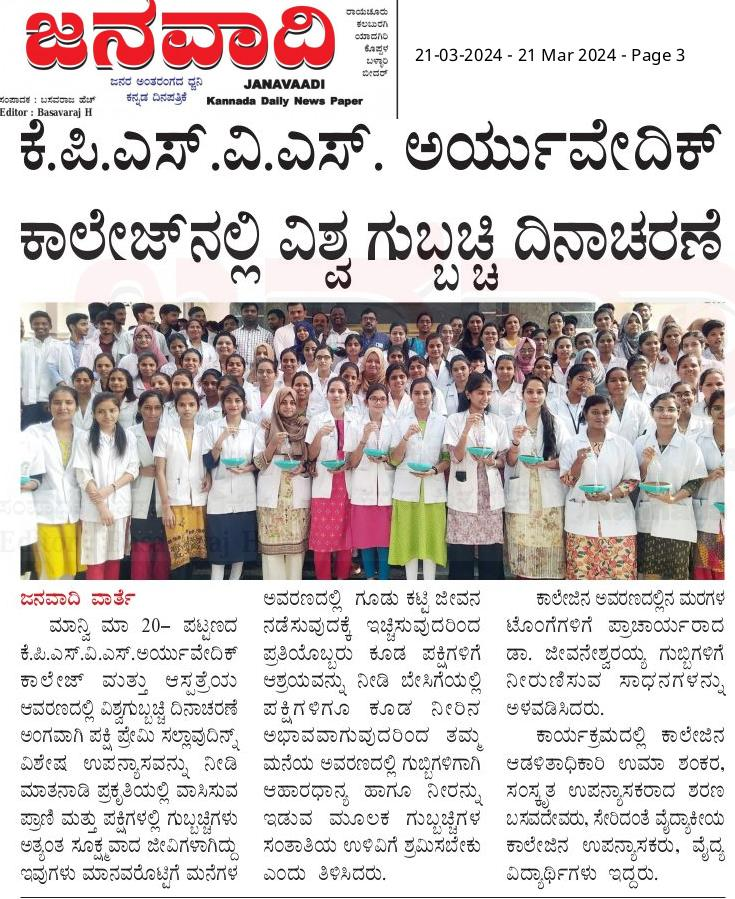 ಜನವಾದಿ
ರಾಯಚೂರು
ಕಲಬುರಗಿ
ಯಾದಗಿರಿ
ಕೊಪ್ಪಳ
ಬಳ್ಳಾರಿ
ಬೀದರ್
ಜನರ ಅಂತರಂಗದ ಧ್ವನಿ
JANAVAADI
ಸಂಪಾದಕ : ಬಸವರಾಜ ಹೆಚ್
ಕನ್ನಡ ದಿನಪತ್ರಿಕೆ
Kannada Daily News Paper
Editor : Basavaraj H
21-03-2024 - 21 Mar 2024 - Page 3
ಕೆ.ಪಿ.ಎಸ್.ವಿ.ಎಸ್. ಅರ್ಯುವೇದಿಕ್
ಕಾಲೇಜ್‌ನಲ್ಲಿ ವಿಶ್ವ ಗುಬ್ಬಚ್ಚಿ ದಿನಾಚರಣೆ
ಜನವಾದಿ ವಾರ್ತೆ
ಮಾನ್ವಿ ಮಾ 20– ಪಟ್ಟಣದ
ಕೆ.ಪಿ.ಎಸ್.ವಿ.ಎಸ್.ಅರ್ಯುವೇದಿಕ್
ಕಾಲೇಜ್ ಮತ್ತು ಆಸ್ಪತ್ರೆಯ
ಆವರಣದಲ್ಲಿ ವಿಶ್ವಗುಬ್ಬಚ್ಚಿ ದಿನಾಚರಣೆ
ಅಂಗವಾಗಿ ಪಕ್ಷಿ ಪ್ರೇಮಿ ಸಲ್ಲಾವುದಿನ್ನ್
ವಿಶೇಷ ಉಪನ್ಯಾಸವನ್ನು ನೀಡಿ
ಮಾತನಾಡಿ ಪ್ರಕೃತಿಯಲ್ಲಿ ವಾಸಿಸುವ
ಪ್ರಾಣಿ ಮತ್ತು ಪಕ್ಷಿಗಳಲ್ಲಿ ಗುಬ್ಬಚ್ಚಿಗಳು
ಅತ್ಯಂತ ಸೂಕ್ಷ್ಮವಾದ ಜೀವಿಗಳಾಗಿದ್ದು
ಇವುಗಳು ಮಾನವರೊಟ್ಟಿಗೆ ಮನೆಗಳ
ಅವರಣದಲ್ಲಿ ಗೂಡು ಕಟ್ಟಿ ಜೀವನ
ನಡೆಸುವುದಕ್ಕೆ ಇಚ್ಚಿಸುವುದರಿಂದ
ಪ್ರತಿಯೊಬ್ಬರು ಕೂಡ ಪಕ್ಷಿಗಳಿಗೆ
ಆಶ್ರಯವನ್ನು ನೀಡಿ ಬೇಸಿಗೆಯಲ್ಲಿ
ಪಕ್ಷಿಗಳಿಗೂ ಕೂಡ ನೀರಿನ
ಅಭಾವವಾಗುವುದರಿಂದ ತಮ್ಮ
ಮನೆಯ ಅವರಣದಲ್ಲಿ ಗುಬ್ಬಿಗಳಿಗಾಗಿ
ಆಹಾರಧಾನ್ಯ ಹಾಗೂ ನೀರನ್ನು
ಇಡುವ ಮೂಲಕ ಗುಬ್ಬಚ್ಚಿಗಳ
ಸಂತಾತಿಯ ಉಳಿವಿಗೆ ಶ್ರಮಿಸಬೇಕು
ಎಂದು ತಿಳಿಸಿದರು.
ಕಾಲೇಜಿನ ಅವರಣದಲ್ಲಿನ ಮರಗಳ
ಟೊಂಗೆಗಳಿಗೆ ಪ್ರಾಚಾರ್ಯರಾದ
ಡಾ. ಜೀವನೇಶ್ವರಯ್ಯ ಗುಬ್ಬಿಗಳಿಗೆ
ನೀರುಣಿಸುವ ಸಾಧನಗಳನ್ನು
ಅಳವಡಿಸಿದರು.
ಕಾರ್ಯಕ್ರಮದಲ್ಲಿ ಕಾಲೇಜಿನ
ಆಡಳಿತಾಧಿಕಾರಿ ಉಮಾ ಶಂಕರ,
ಸಂಸ್ಕೃತ ಉಪನ್ಯಾಸಕರಾದ ಶರಣ
ಬಸವದೇವರು, ಸೇರಿದಂತೆ ವೈದ್ಯಾಕೀಯ
ಕಾಲೇಜಿನ ಉಪನ್ಯಾಸಕರು, ವೈದ್ಯ
ವಿದ್ಯಾರ್ಥಿಗಳು ಇದ್ದರು.